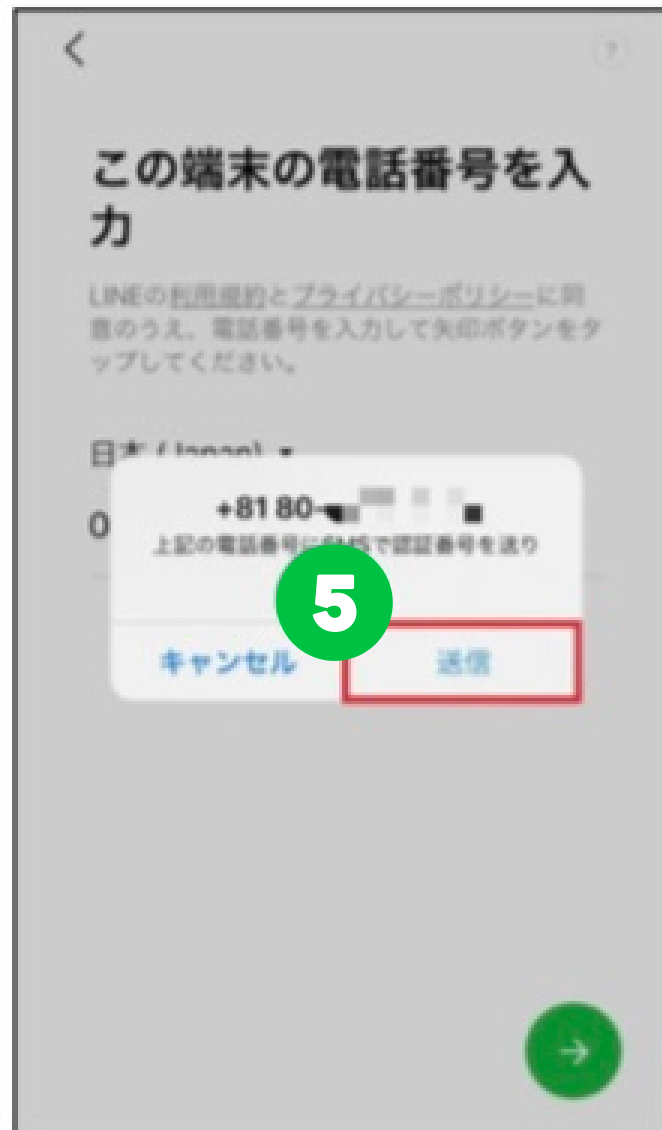 ?
この端末の電話番号を入
力
LINEの利用規約とプライバシーポリシーに同
意のうえ、電話番号を入力して矢印ボタンをタ
ップしてください。
日本 (Japan)
0
+81 80-
上記の電話番号にSMSで認証番号を送り
5
キャンセル
送信